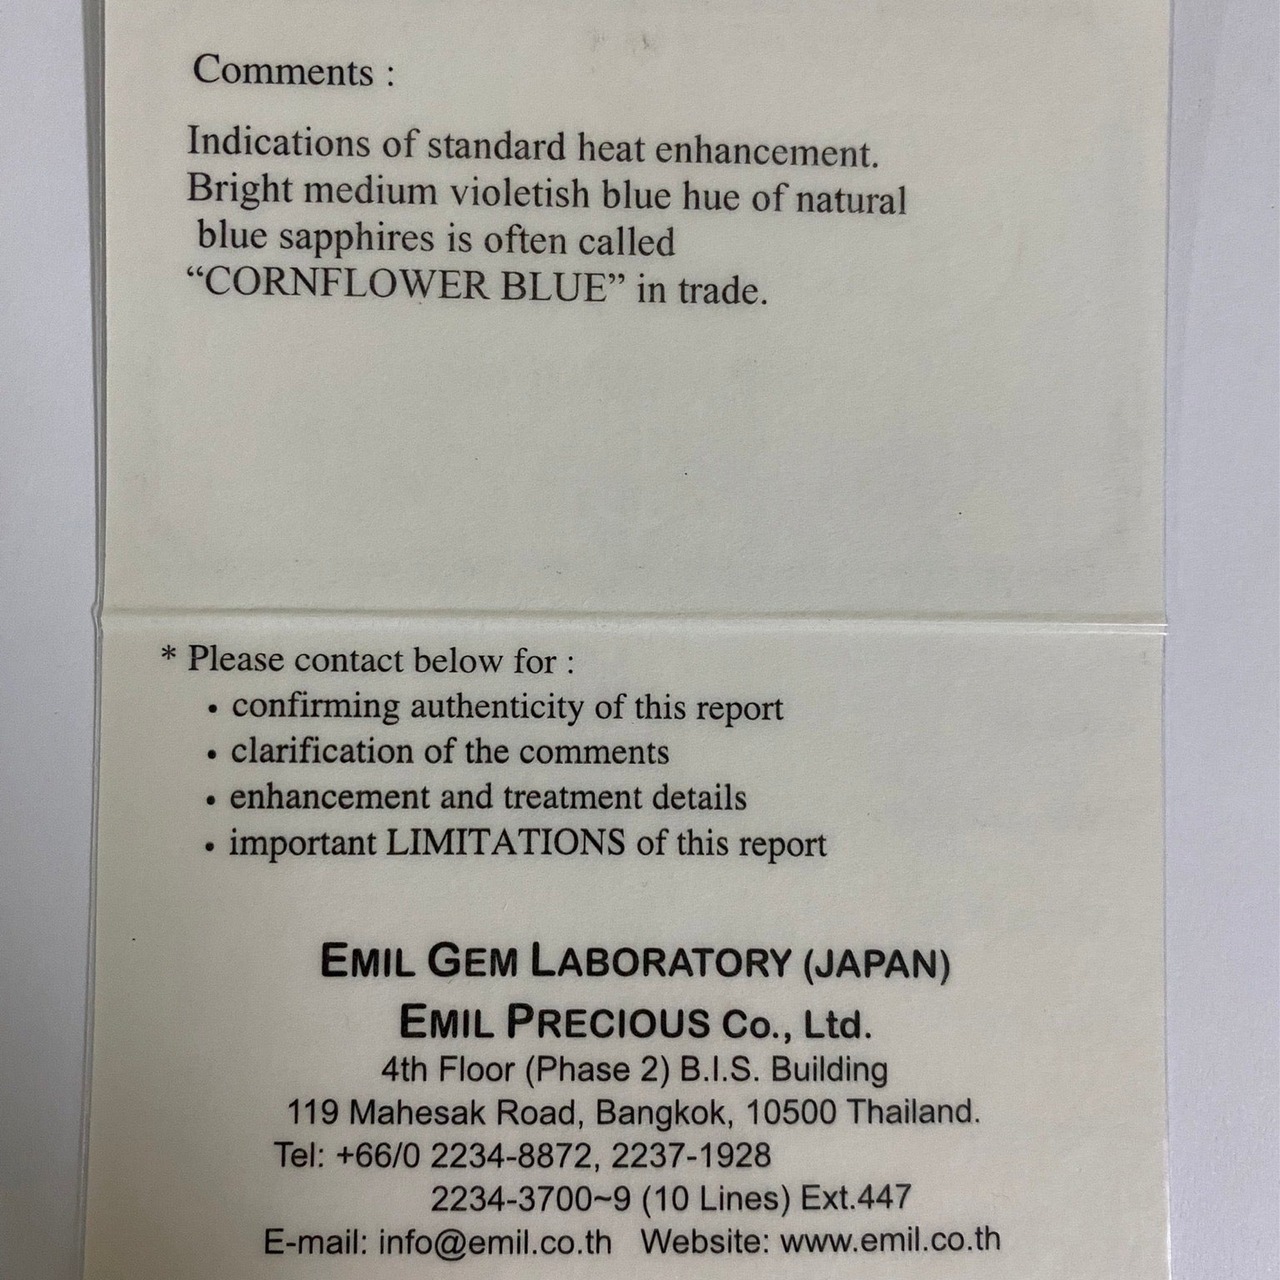 Comments :
Indications of standard heat enhancement.
Bright medium violetish blue hue of natural
blue sapphires is often called
“CORNFLOWER BLUE” in trade.
* Please contact below for :
• confirming authenticity of this report
• clarification of the comments
• enhancement and treatment details
• important LIMITATIONS of this report
EMIL GEM LABORATORY (JAPAN)
EMIL PRECIOUS Co., Ltd.
4th Floor (Phase 2) B.I.S. Building
119 Mahesak Road, Bangkok, 10500 Thailand.
Tel: +66/0 2234-8872, 2237-1928
2234-3700~9 (10 Lines) Ext.447
E-mail: info@emil.co.th Website: www.emil.co.th